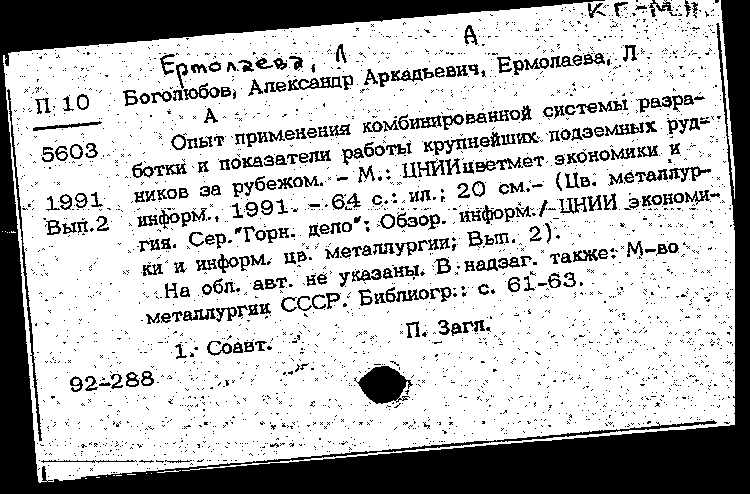 КГ-МЦ
Ермолаева, Л А
П 10 Боголюбов, Александр Аркадьевич, Ермолаева, Л
А
5603 Опыт применения комбинированной системы разра-
ботки и показатели работы крупнейших подземных руд-
1991 ников за рубежом. - М.: ЦНИИцветмет экономики и
Вып.2 информ., 1991. - 64 с.: ил.; 20 см.- (Цв. металлур-
гия. Сер."Горн. дело": Обзор. информ./ ЦНИИ экономи-
ки и информ. цв. металлургии; Вып. 2).
На обл. авт. не указаны. В надзаг. также: М-во
металлургии СССР. Библиогр.: с. 61-63.
1. Соавт. П. Загл.
92-288